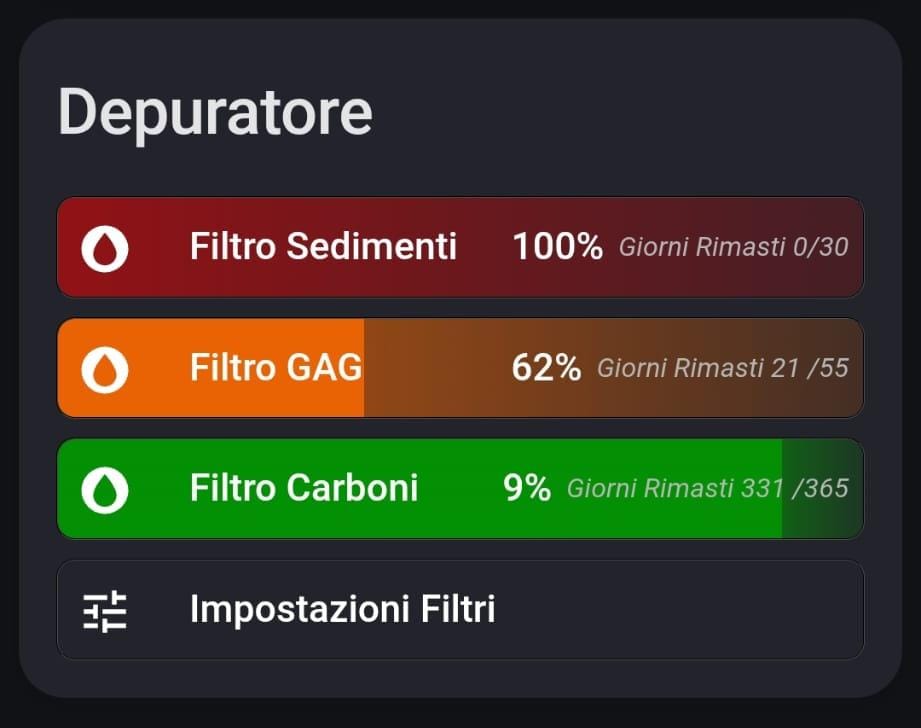 Depuratore
Filtro Sedimenti 100% Giorni Rimasti 0/30
Filtro GAG 62% Giorni Rimasti 21 /55
Filtro Carboni 9% Giorni Rimasti 331 /365
Impostazioni Filtri